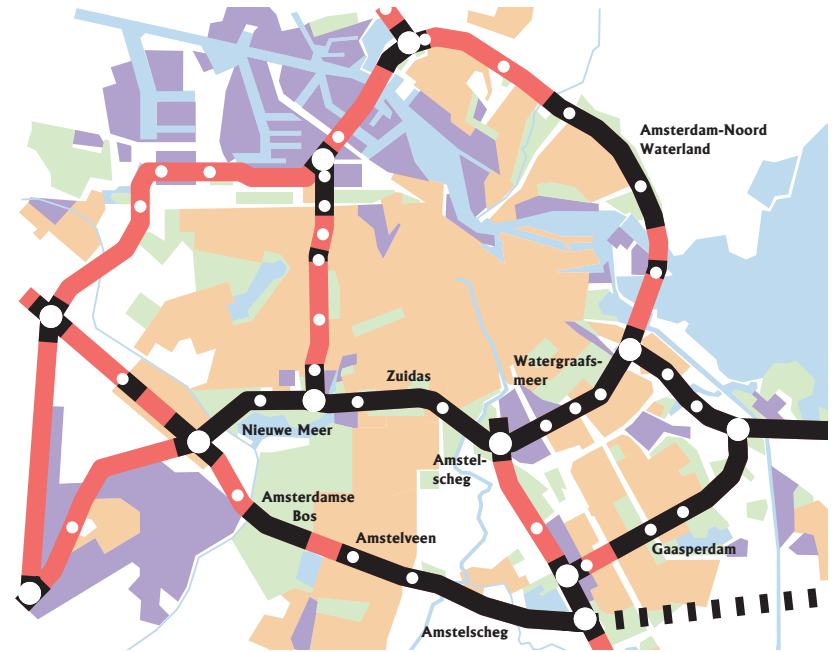 Amsterdam-Noord
Waterland
Zuidas
Watergraafs-
meer
Nieuwe Meer
Amstel-
scheg
Amsterdamse
Bos
Amstelveen
Gaasperdam
Amstelscheg